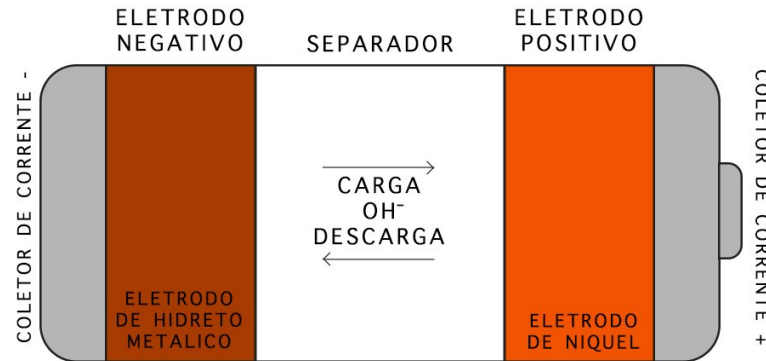 ELETRODO
NEGATIVO
SEPARADOR
ELETRODO
POSITIVO
COLETOR DE CORRENTE -
CARGA
OH⁻
DESCARGA
ELETRODO
DE HIDRETO
METALICO
ELETRODO
DE NIQUEL
COLETOR DE CORRENTE +